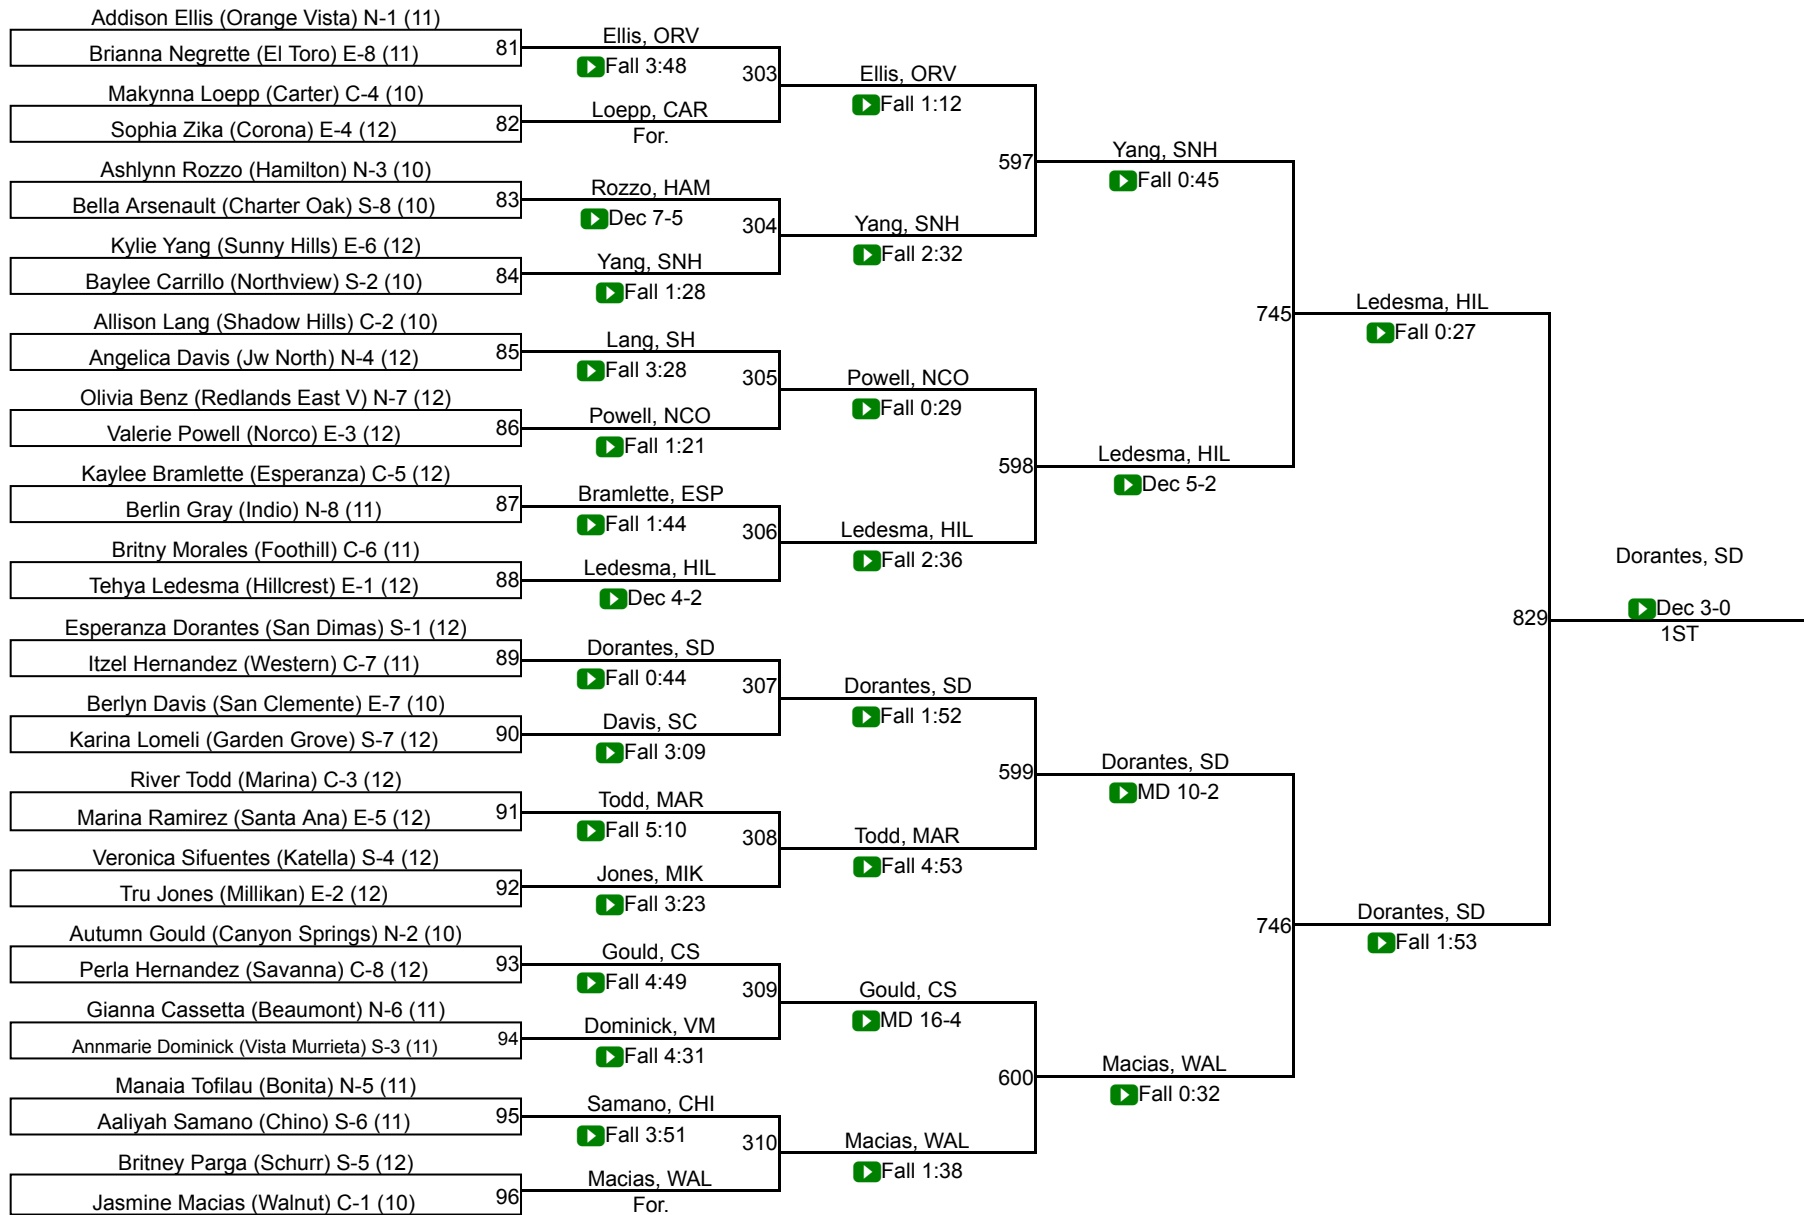 Addison Ellis (Orange Vista) N-1 (11)
Brianna Negrette (El Toro) E-8 (11)
81
Makynna Loepp (Carter) C-4 (10)
Sophia Zika (Corona) E-4 (12)
82
Ashlynn Rozzo (Hamilton) N-3 (10)
Bella Arsenault (Charter Oak) S-8 (10)
83
Kylie Yang (Sunny Hills) E-6 (12)
Baylee Carrillo (Northview) S-2 (10)
84
Allison Lang (Shadow Hills) C-2 (10)
Angelica Davis (Jw North) N-4 (12)
85
Olivia Benz (Redlands East V) N-7 (12)
Valerie Powell (Norco) E-3 (12)
86
Kaylee Bramlette (Esperanza) C-5 (12)
Berlin Gray (Indio) N-8 (11)
87
Britny Morales (Foothill) C-6 (11)
Tehya Ledesma (Hillcrest) E-1 (12)
88
Esperanza Dorantes (San Dimas) S-1 (12)
Itzel Hernandez (Western) C-7 (11)
89
Berlyn Davis (San Clemente) E-7 (10)
Karina Lomeli (Garden Grove) S-7 (12)
90
River Todd (Marina) C-3 (12)
Marina Ramirez (Santa Ana) E-5 (12)
91
Veronica Sifuentes (Katella) S-4 (12)
Tru Jones (Millikan) E-2 (12)
92
Autumn Gould (Canyon Springs) N-2 (10)
Perla Hernandez (Savanna) C-8 (12)
93
Gianna Cassetta (Beaumont) N-6 (11)
Annmarie Dominick (Vista Murrieta) S-3 (11)
94
Manaia Tofilau (Bonita) N-5 (11)
Aaliyah Samano (Chino) S-6 (11)
95
Britney Parga (Schurr) S-5 (12)
Jasmine Macias (Walnut) C-1 (10)
96
Ellis, ORV
Fall 3:48
303
Loepp, CAR
For.
Rozzo, HAM
Dec 7-5
304
Yang, SNH
Fall 1:28
Lang, SH
Fall 3:28
305
Powell, NCO
Fall 1:21
Bramlette, ESP
Fall 1:44
306
Ledesma, HIL
Dec 4-2
Dorantes, SD
Fall 0:44
307
Davis, SC
Fall 3:09
Todd, MAR
Fall 5:10
308
Jones, MIK
Fall 3:23
Gould, CS
Fall 4:49
309
Dominick, VM
Fall 4:31
Samano, CHI
Fall 3:51
310
Macias, WAL
For.
Ellis, ORV
Fall 1:12
597
Yang, SNH
Fall 2:32
Powell, NCO
Fall 0:29
598
Ledesma, HIL
Fall 2:36
Dorantes, SD
Fall 1:52
599
Todd, MAR
Fall 4:53
Gould, CS
MD 16-4
600
Macias, WAL
Fall 1:38
Yang, SNH
Fall 0:45
745
Ledesma, HIL
Dec 5-2
Dorantes, SD
MD 10-2
746
Macias, WAL
Fall 0:32
Ledesma, HIL
Fall 0:27
829
Dorantes, SD
Fall 1:53
Dorantes, SD
Dec 3-0
1ST